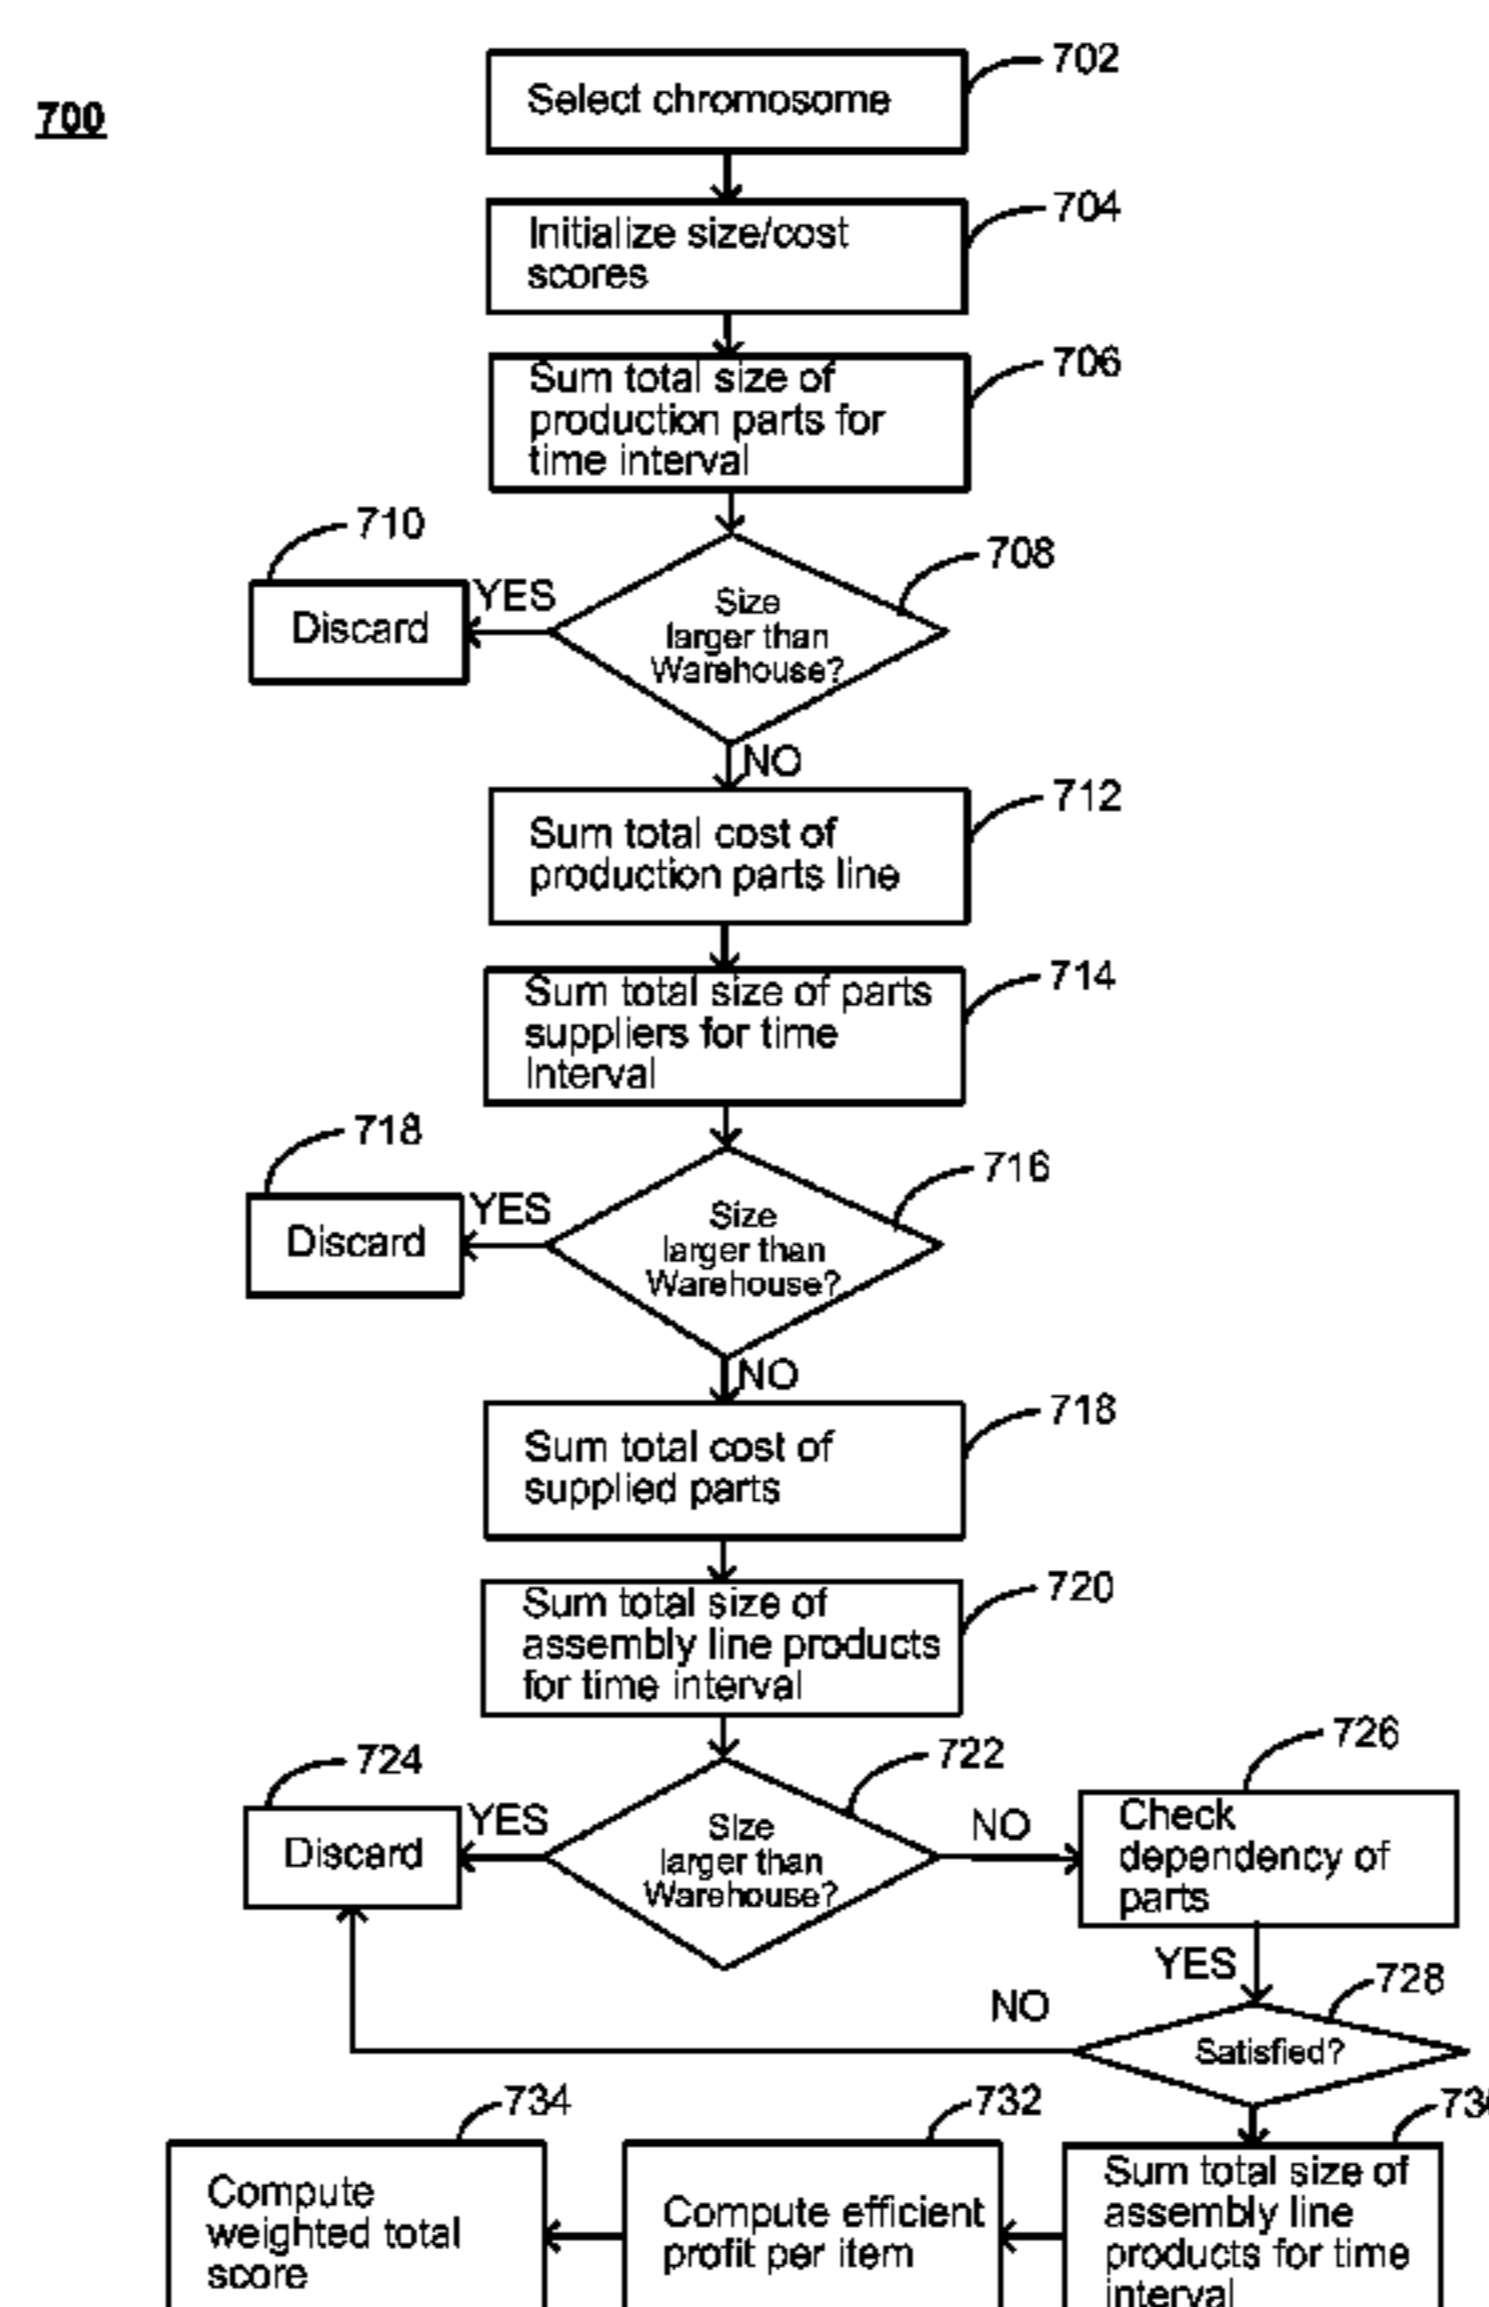 700
702
Select chromosome
704
Initialize size/cost
scores
706
Sum total size of
production parts for
time interval
710
708
Discard
YES
Size
larger than
Warehouse?
NO
712
Sum total cost of
production parts line
714
Sum total size of parts
suppliers for time
Interval
718
716
Discard
YES
Size
larger than
Warehouse?
NO
718
Sum total cost of
supplied parts
720
Sum total size of
assembly line products
for time interval
724
722
726
Discard
YES
Size
larger than
Warehouse?
NO
Check
dependency of
parts
YES
728
NO
Satisfied?
734
732
Compute
weighted total
score
Compute efficient
profit per item
Sum total size of
assembly line
products for time
interval